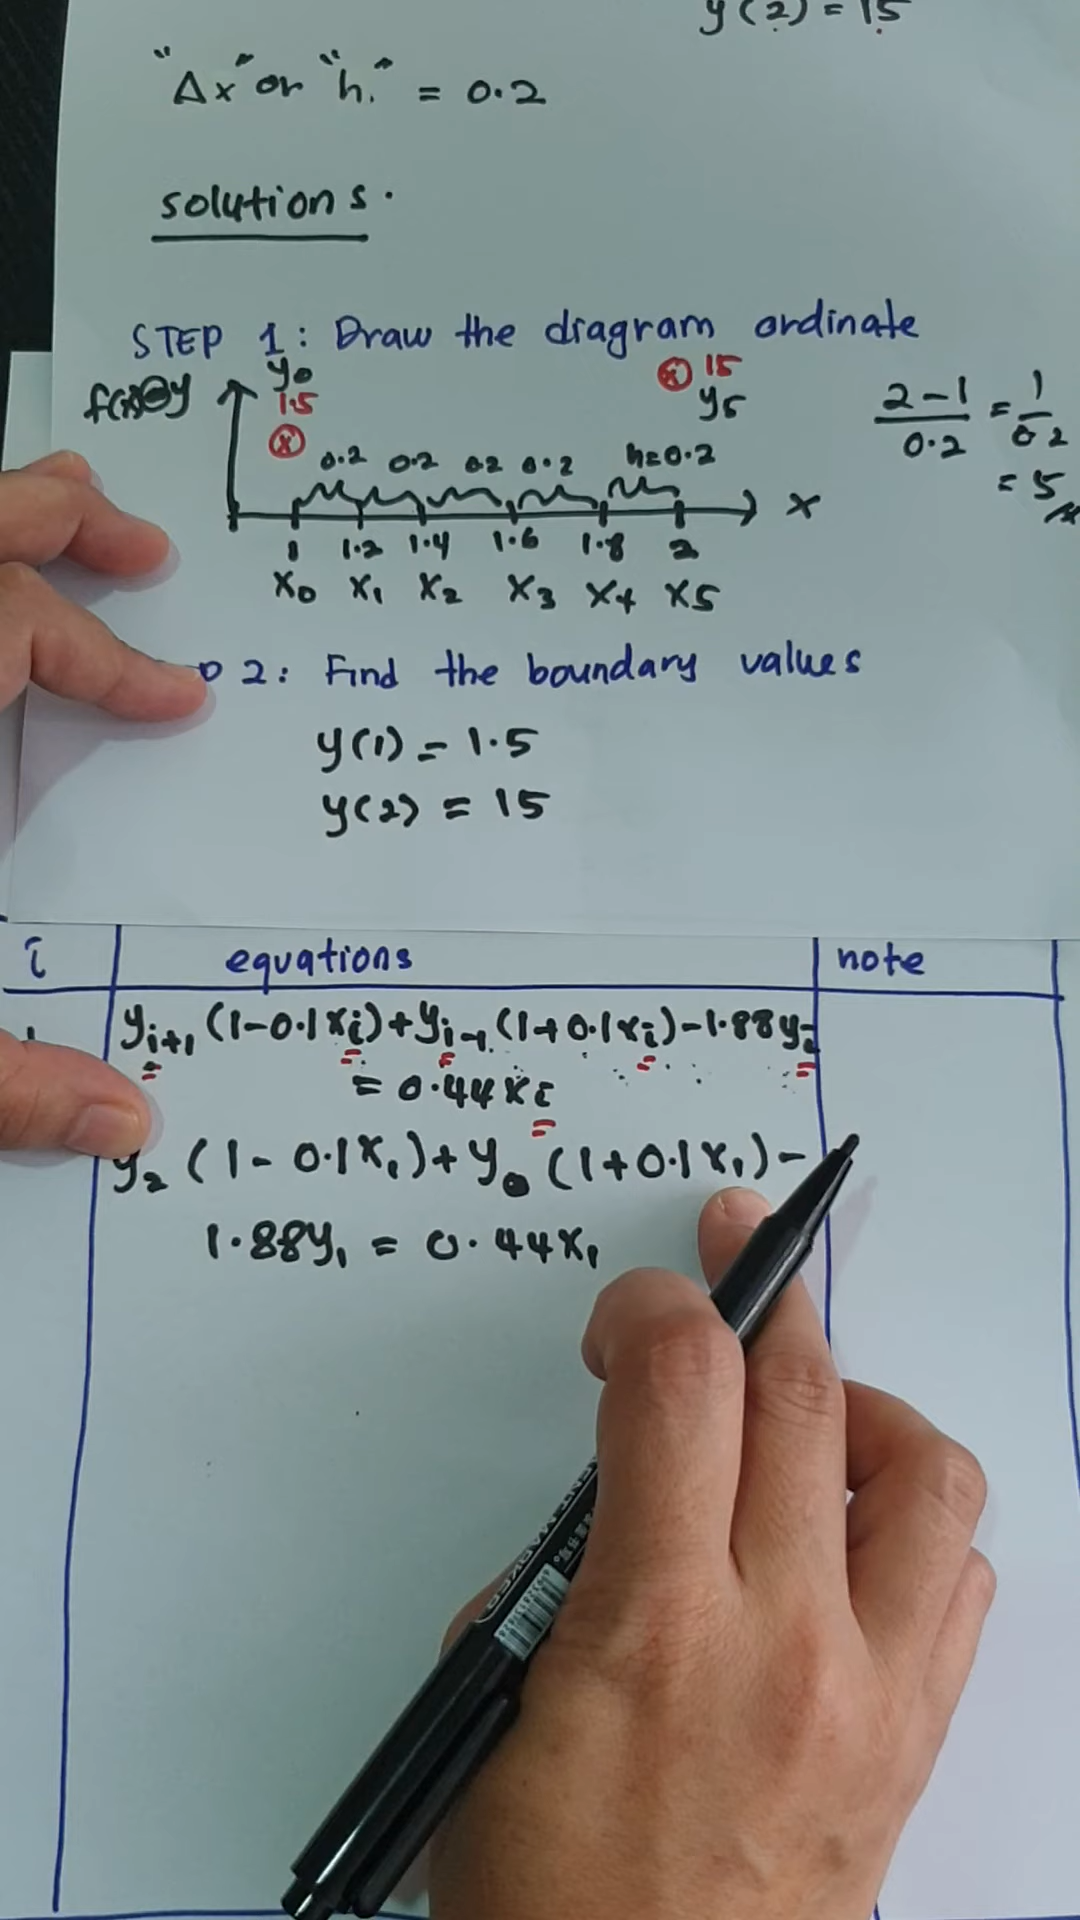 y(2) = 15
"Δx" or "h." = 0.2
solutions.
STEP 1: Draw the diagram ordinate
y0
1.5
x
x 15
y5
2-1/0.2 = 1/0.2
= 5
0.2 0.2 0.2 0.2 h=0.2
x
1 1.2 1.4 1.6 1.8 2
x0 x1 x2 x3 x4 x5
2: Find the boundary values
y(1) = 1.5
y(2) = 15
i equations note
yi+1 (1-0.1xi)+yi-1 (1+0.1xi)-1.88yi
= 0.44xi
y2 (1-0.1x1)+y0 (1+0.1x1)-
1.88y1 = 0.44x1